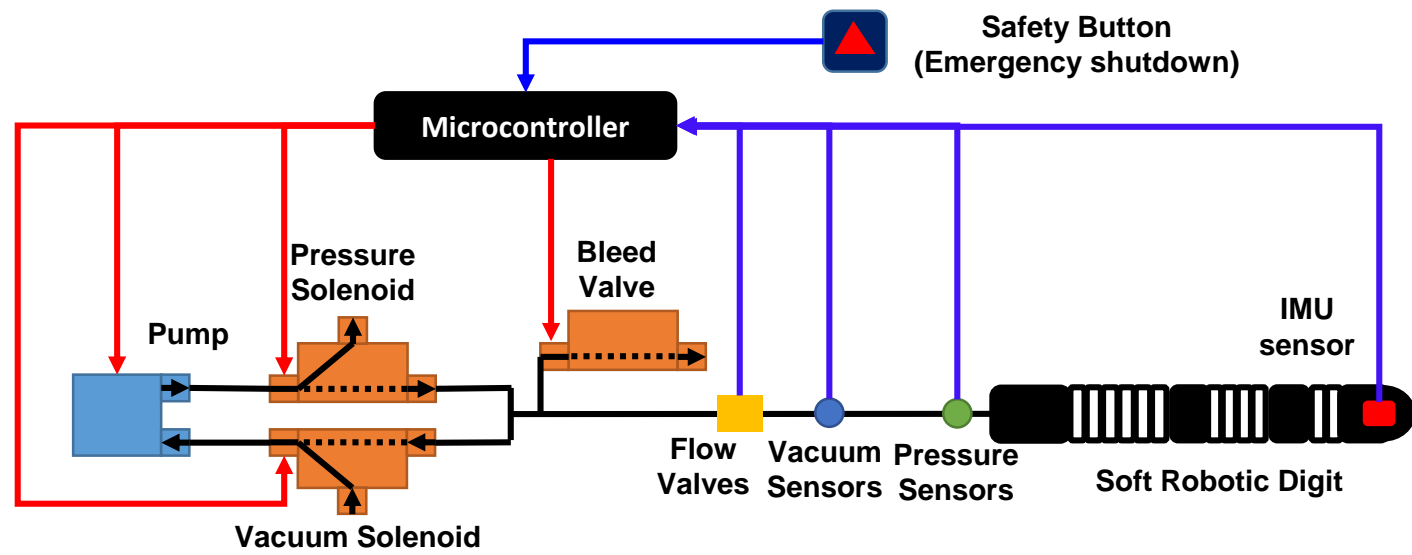 Safety Button
(Emergency shutdown)
Microcontroller
Pressure
Solenoid
Bleed
Valve
Pump
IMU
sensor
Flow
Valves
Vacuum
Sensors
Pressure
Sensors
Soft Robotic Digit
Vacuum Solenoid